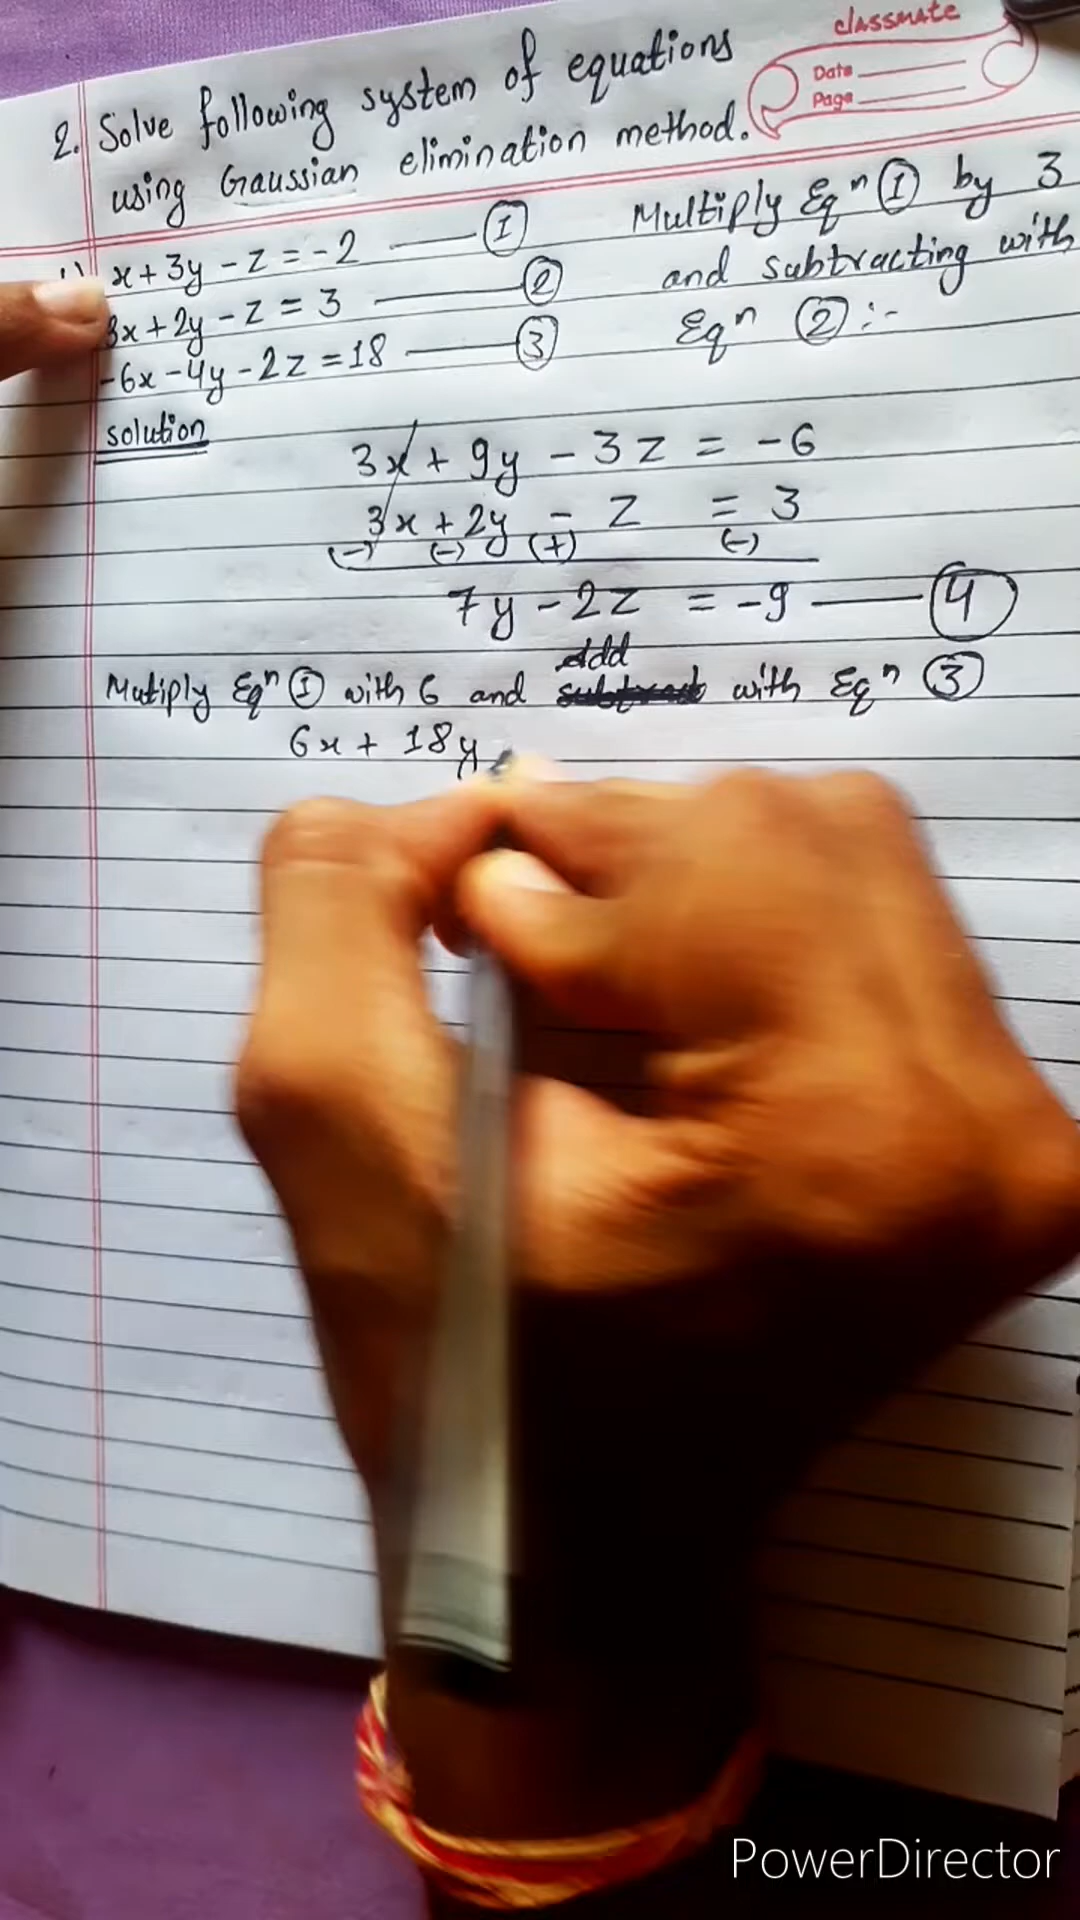 classmate
Date
Page
2. Solve following system of equations
using Gaussian elimination method.
x + 3y - z = -2 —— ①
3x + 2y - z = 3 —— ②
-6x - 4y - 2z = 18 —— ③
Multiply Eqⁿ ① by 3
and subtracting with
Eqⁿ ② :-
solution
3x + 9y - 3z = -6
3x + 2y - z = 3
(-) (-) (+) (-)
7y - 2z = -9 —— ④
Add
Mutiply Eqⁿ ① with 6 and subtract with Eqⁿ ③
6x + 18y
PowerDirector